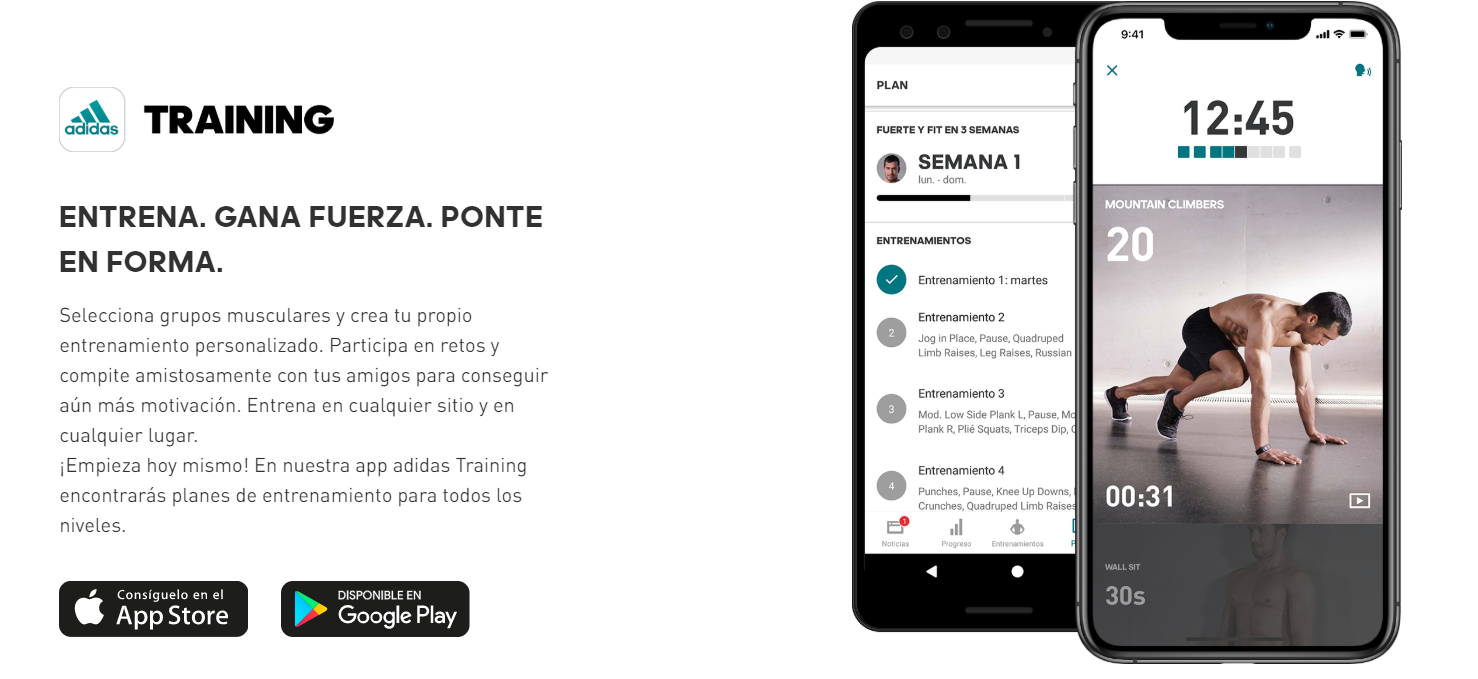 adidas
TRAINING
ENTRENA. GANA FUERZA. PONTE
EN FORMA.
Selecciona grupos musculares y crea tu propio
entrenamiento personalizado. Participa en retos y
compite amistosamente con tus amigos para conseguir
aún más motivación. Entrena en cualquier sitio y en
cualquier lugar.
¡Empieza hoy mismo! En nuestra app adidas Training
encontrarás planes de entrenamiento para todos los
niveles.
Consíguelo en el
App Store
DISPONIBLE EN
Google Play
PLAN
FUERTE Y FIT EN 3 SEMANAS
SEMANA 1
lun. - dom.
ENTRENAMIENTOS
Entrenamiento 1: martes
2
Entrenamiento 2
Jog in Place, Pause, Quadruped
Limb Raises, Leg Raises, Russian
3
Entrenamiento 3
Mod. Low Side Plank L, Pause,
Plank R, Plié Squats, Triceps Dip,
4
Entrenamiento 4
Punches, Pause, Knee Up Downs,
Crunches, Quadruped Limb Raises
1
Noticias
Progreso
Entrenamientos
9:41
12:45
MOUNTAIN CLIMBERS
20
00:31
WALL SIT
30s